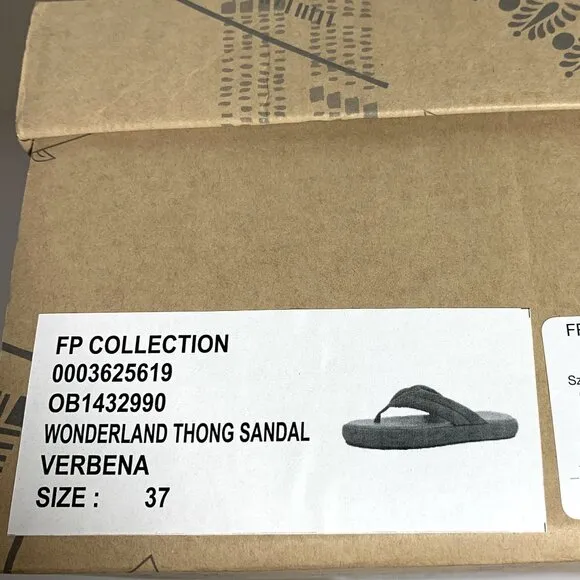 FP COLLECTION
0003625619
OB1432990
WONDERLAND THONG SANDAL
VERBENA
SIZE : 37